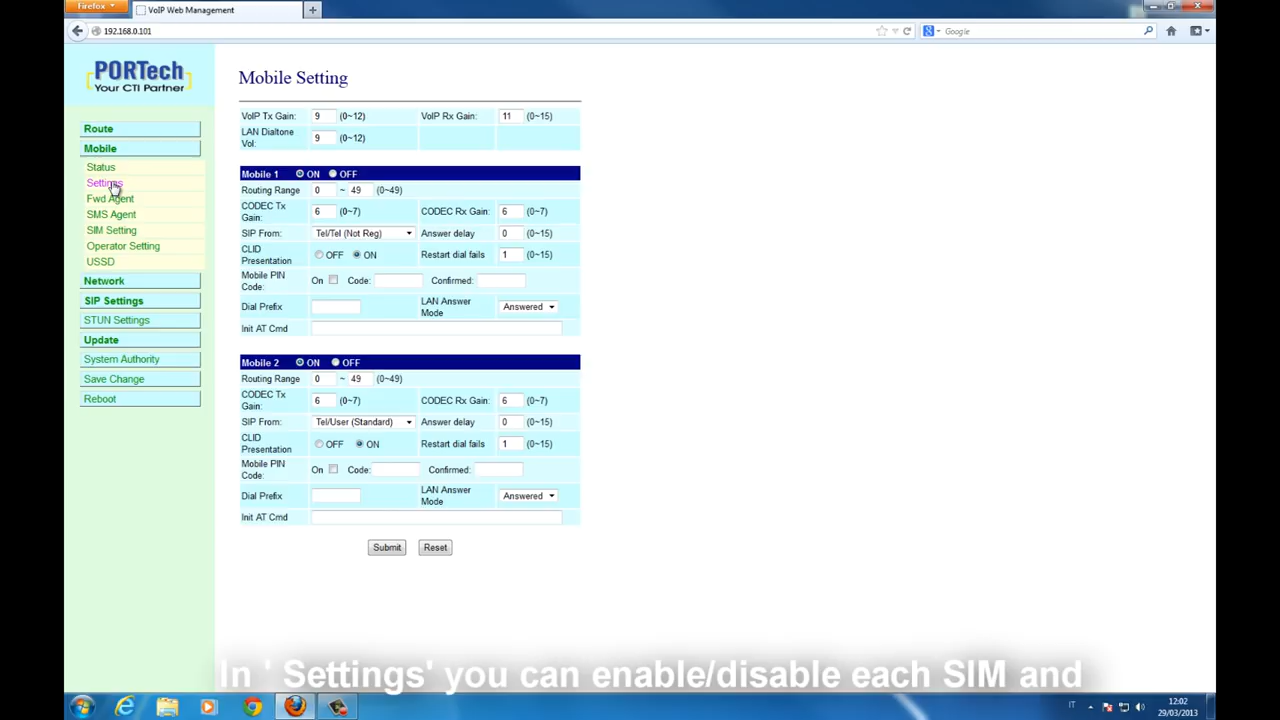 Firefox
VoIP Web Management
192.168.0.101
Google
PORTech
Your CTI Partner
Route
Mobile
Status
Settings
Fwd Agent
SMS Agent
SIM Setting
Operator Setting
USSD
Network
SIP Settings
STUN Settings
Update
System Authority
Save Change
Reboot
Mobile Setting
VoIP Tx Gain: 9 (0~12) VoIP Rx Gain: 11 (0~15)
LAN Dialtone Vol: 9 (0~12)
Mobile 1 ON OFF
Routing Range 0 ~ 49 (0~49)
CODEC Tx Gain: 6 (0~7) CODEC Rx Gain: 6 (0~7)
SIP From: Tel/Tel (Not Reg) Answer delay 0 (0~15)
CLID Presentation OFF ON Restart dial fails 1 (0~15)
Mobile PIN Code: On Code: Confirmed:
Dial Prefix LAN Answer Mode Answered
Init AT Cmd
Mobile 2 ON OFF
Routing Range 0 ~ 49 (0~49)
CODEC Tx Gain: 6 (0~7) CODEC Rx Gain: 6 (0~7)
SIP From: Tel/User (Standard) Answer delay 0 (0~15)
CLID Presentation OFF ON Restart dial fails 1 (0~15)
Mobile PIN Code: On Code: Confirmed:
Dial Prefix LAN Answer Mode Answered
Init AT Cmd
Submit Reset
In ' Settings' you can enable/disable each SIM and
IT 12:02
29/03/2013